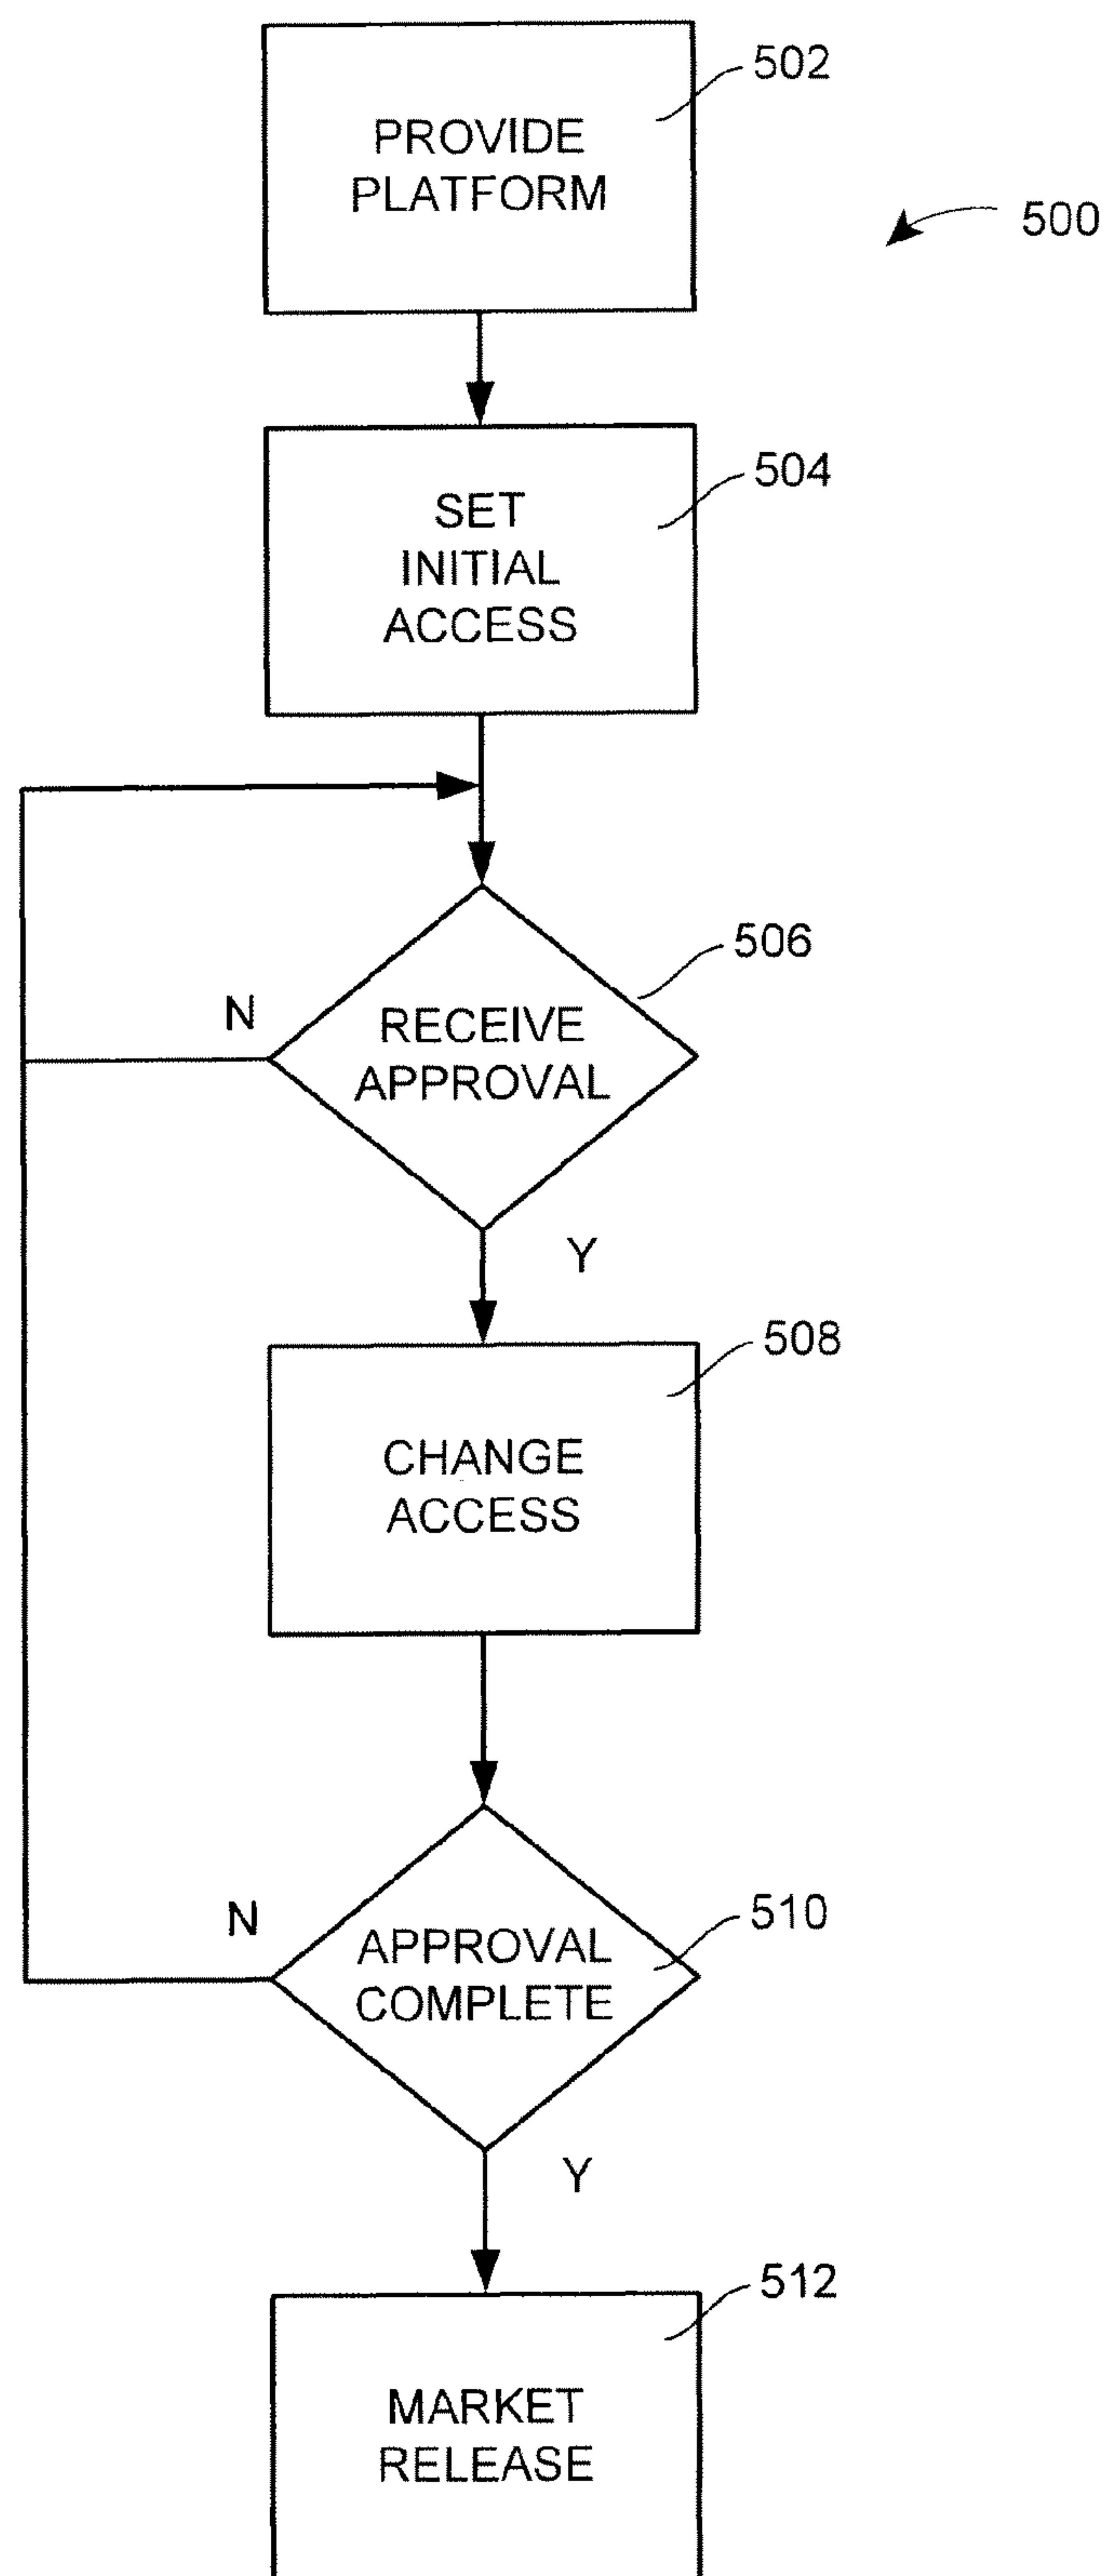 502
PROVIDE
PLATFORM
500
504
SET
INITIAL
ACCESS
506
N
RECEIVE
APPROVAL
Y
508
CHANGE
ACCESS
510
N
APPROVAL
COMPLETE
Y
512
MARKET
RELEASE